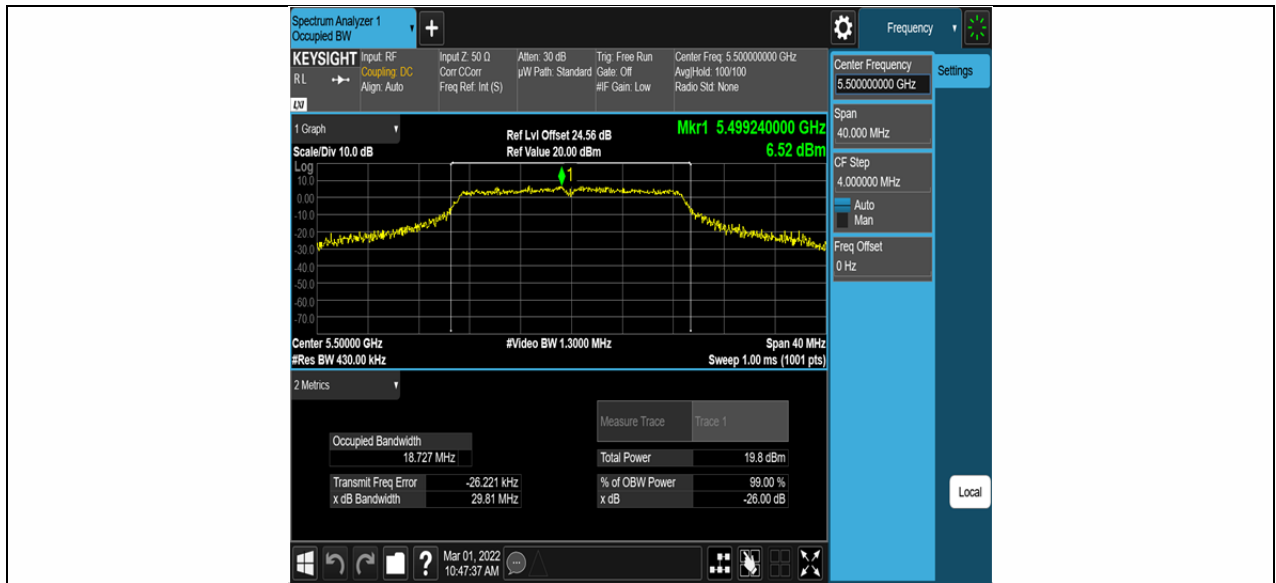 Spectrum Analyzer 1
Occupied BW
+
Frequency
KEYSIGHT
RL
LXI
Input: RF
Coupling: DC
Align: Auto
Input Z: 50 Ω
Corr CCorr
Freq Ref: Int (S)
Atten: 30 dB
µW Path: Standard
Trig: Free Run
Gate: Off
#IF Gain: Low
Center Freq: 5.500000000 GHz
Avg|Hold: 100/100
Radio Std: None
Center Frequency
5.500000000 GHz
Settings
Span
40.000 MHz
CF Step
4.000000 MHz
Auto
Man
Freq Offset
0 Hz
Local
1 Graph
Scale/Div 10.0 dB
Ref Lvl Offset 24.56 dB
Ref Value 20.00 dBm
Mkr1 5.499240000 GHz
6.52 dBm
Log
1
10.0
0.00
-10.0
-20.0
-30.0
-40.0
-50.0
-60.0
-70.0
Center 5.50000 GHz
#Video BW 1.3000 MHz
Span 40 MHz
#Res BW 430.00 kHz
Sweep 1.00 ms (1001 pts)
2 Metrics
Measure Trace
Trace 1
Occupied Bandwidth
18.727 MHz
Total Power
19.8 dBm
Transmit Freq Error
-26.221 kHz
% of OBW Power
99.00 %
x dB Bandwidth
29.81 MHz
x dB
-26.00 dB
?
Mar 01, 2022
10:47:37 AM